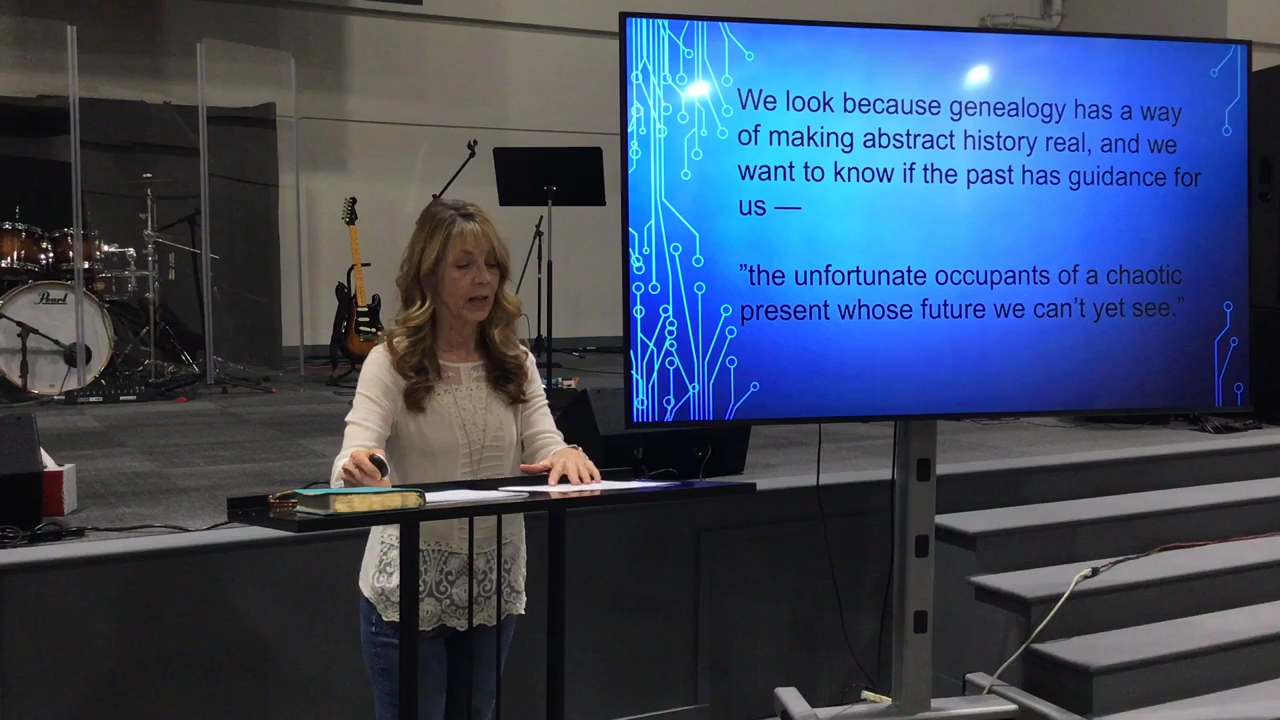 We look because genealogy has a way
of making abstract history real, and we
want to know if the past has guidance for
us —
”the unfortunate occupants of a chaotic
present whose future we can’t yet see.”
Pearl